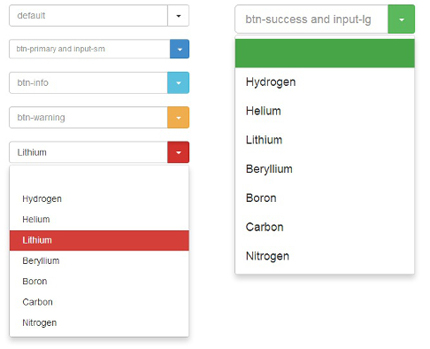 default
btn-primary and input-sm
btn-info
btn-warning
Lithium
Hydrogen
Helium
Lithium
Beryllium
Boron
Carbon
Nitrogen
btn-success and input-lg
Hydrogen
Helium
Lithium
Beryllium
Boron
Carbon
Nitrogen